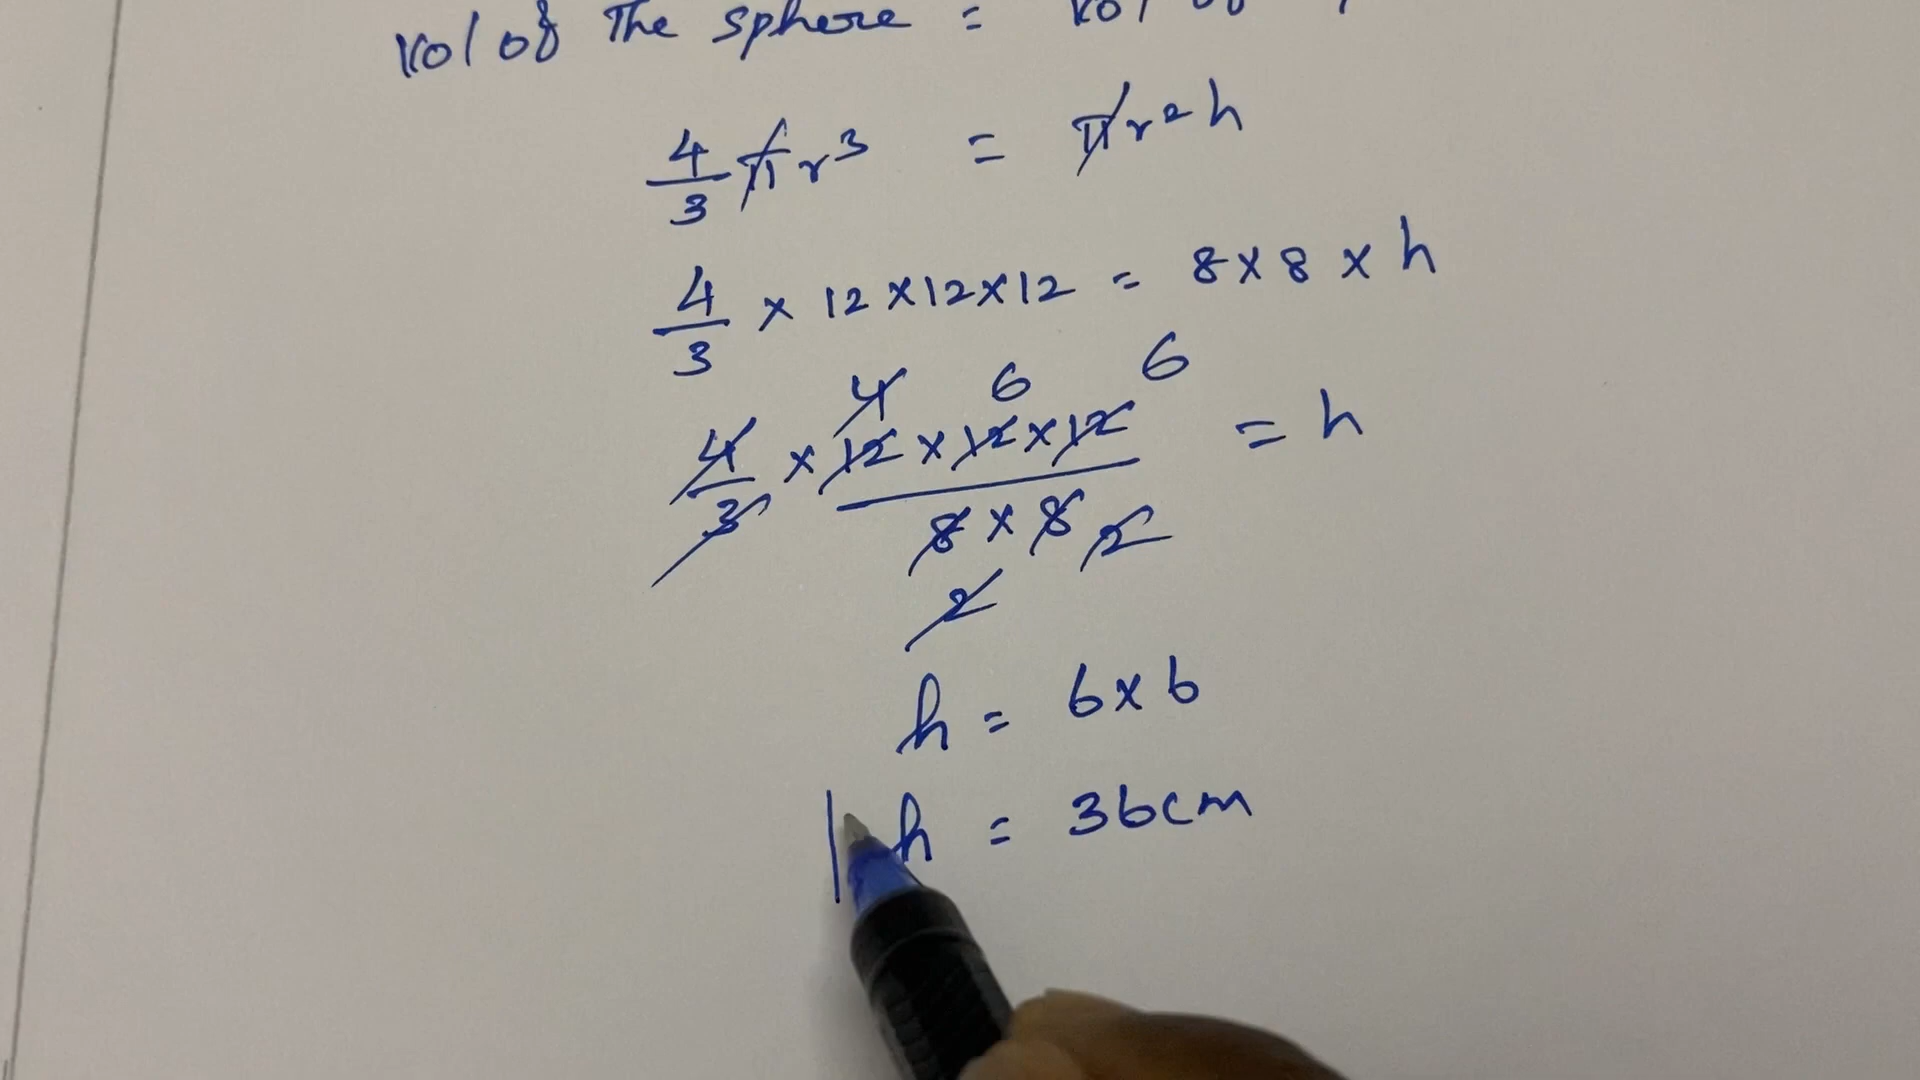 Vol of The Sphere = Vol of
4/3 πr³ = πr²h
4/3 × 12×12×12 = 8×8×h
4 6 6
4/3 × 12×12×12 / 8×8 = h
2
2
h = 6×6
h = 36cm